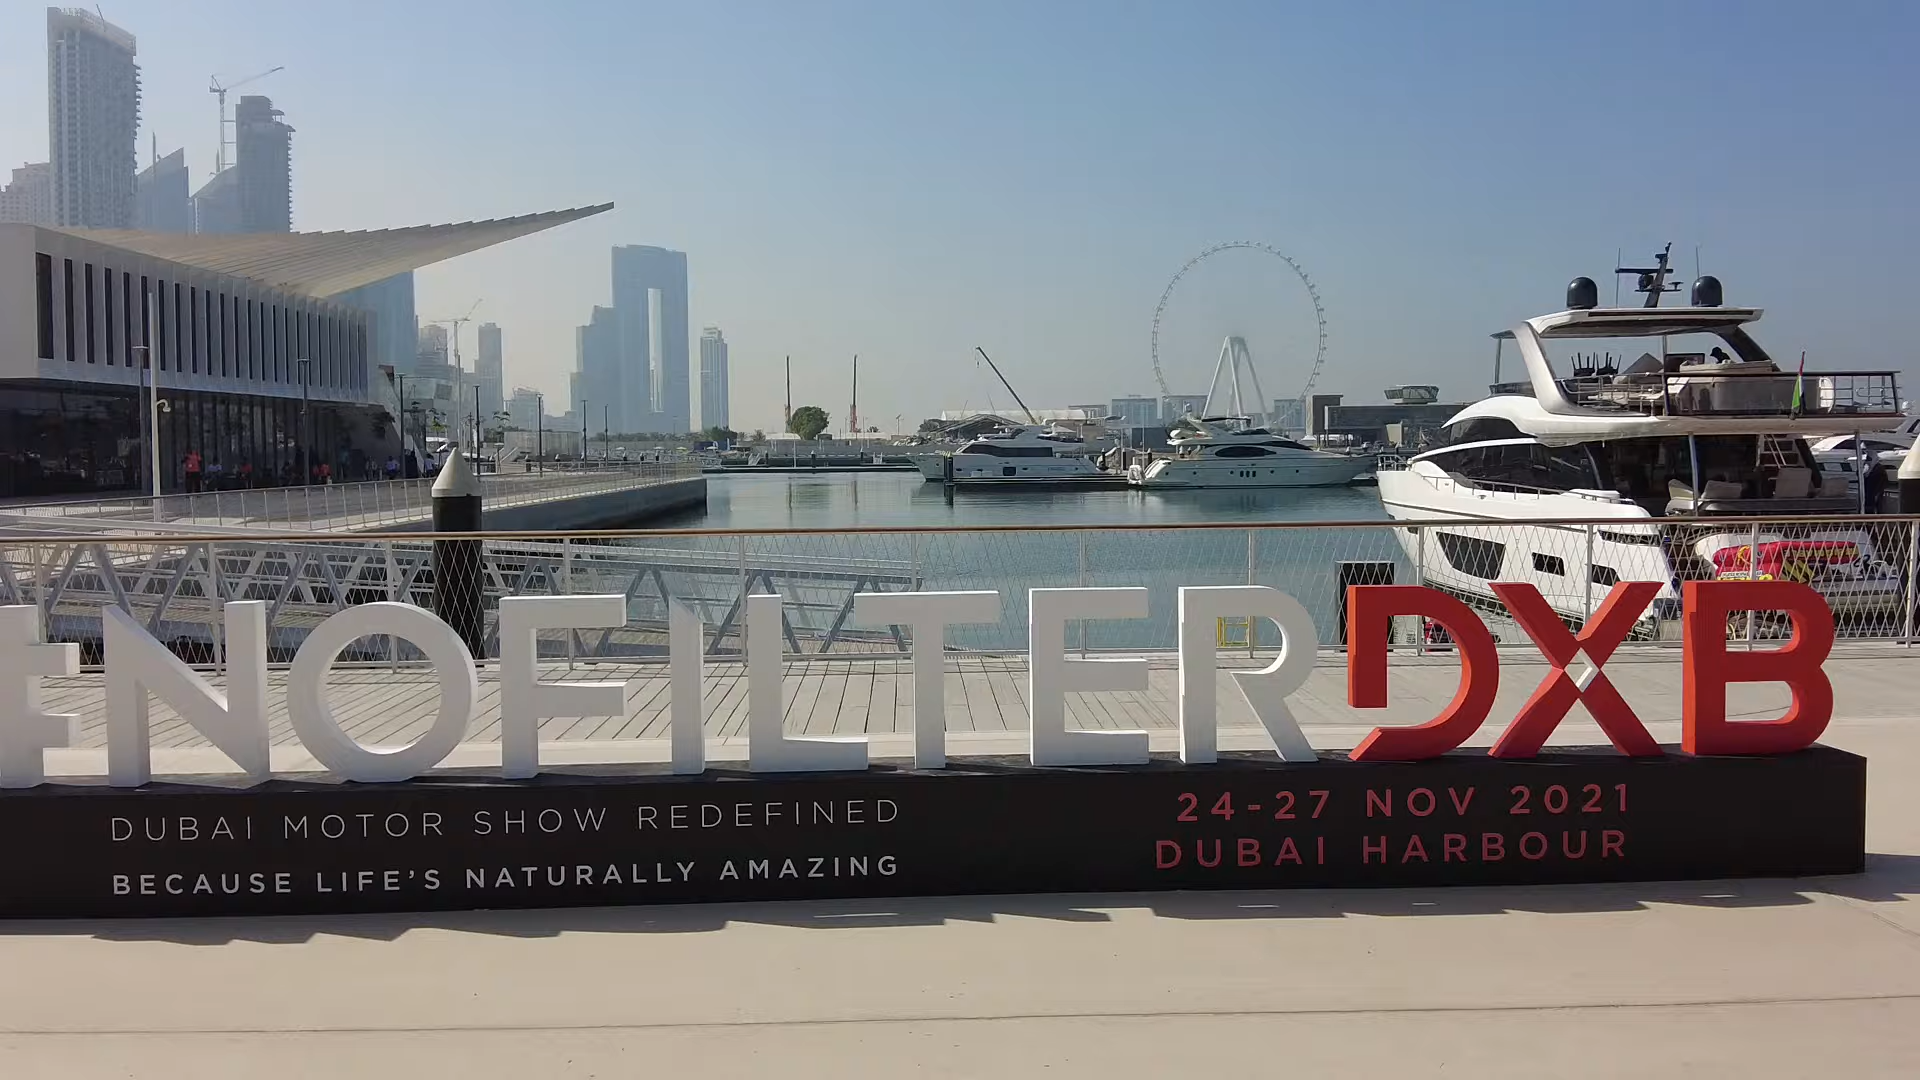 #NOFILTERDXB
DUBAI MOTOR SHOW REDEFINED
BECAUSE LIFE'S NATURALLY AMAZING
24-27 NOV 2021
DUBAI HARBOUR